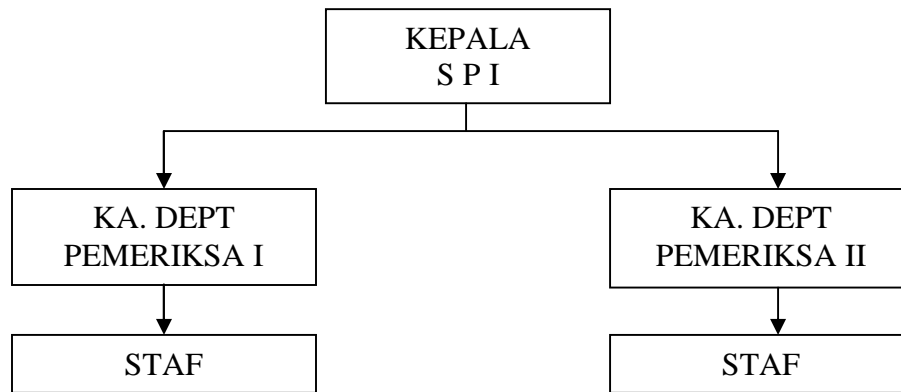 KEPALA
S P I
KA. DEPT
PEMERIKSA I
KA. DEPT
PEMERIKSA II
STAF
STAF